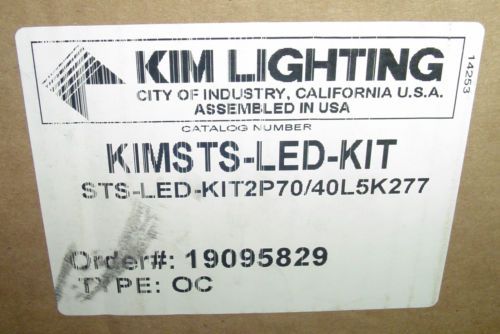 KIM LIGHTING
CITY OF INDUSTRY, CALIFORNIA U.S.A.
ASSEMBLED IN USA
14253
CATALOG NUMBER
KIMSTS-LED-KIT
STS-LED-KIT2P70/40L5K277
Order#: 19095829
TYPE: OC